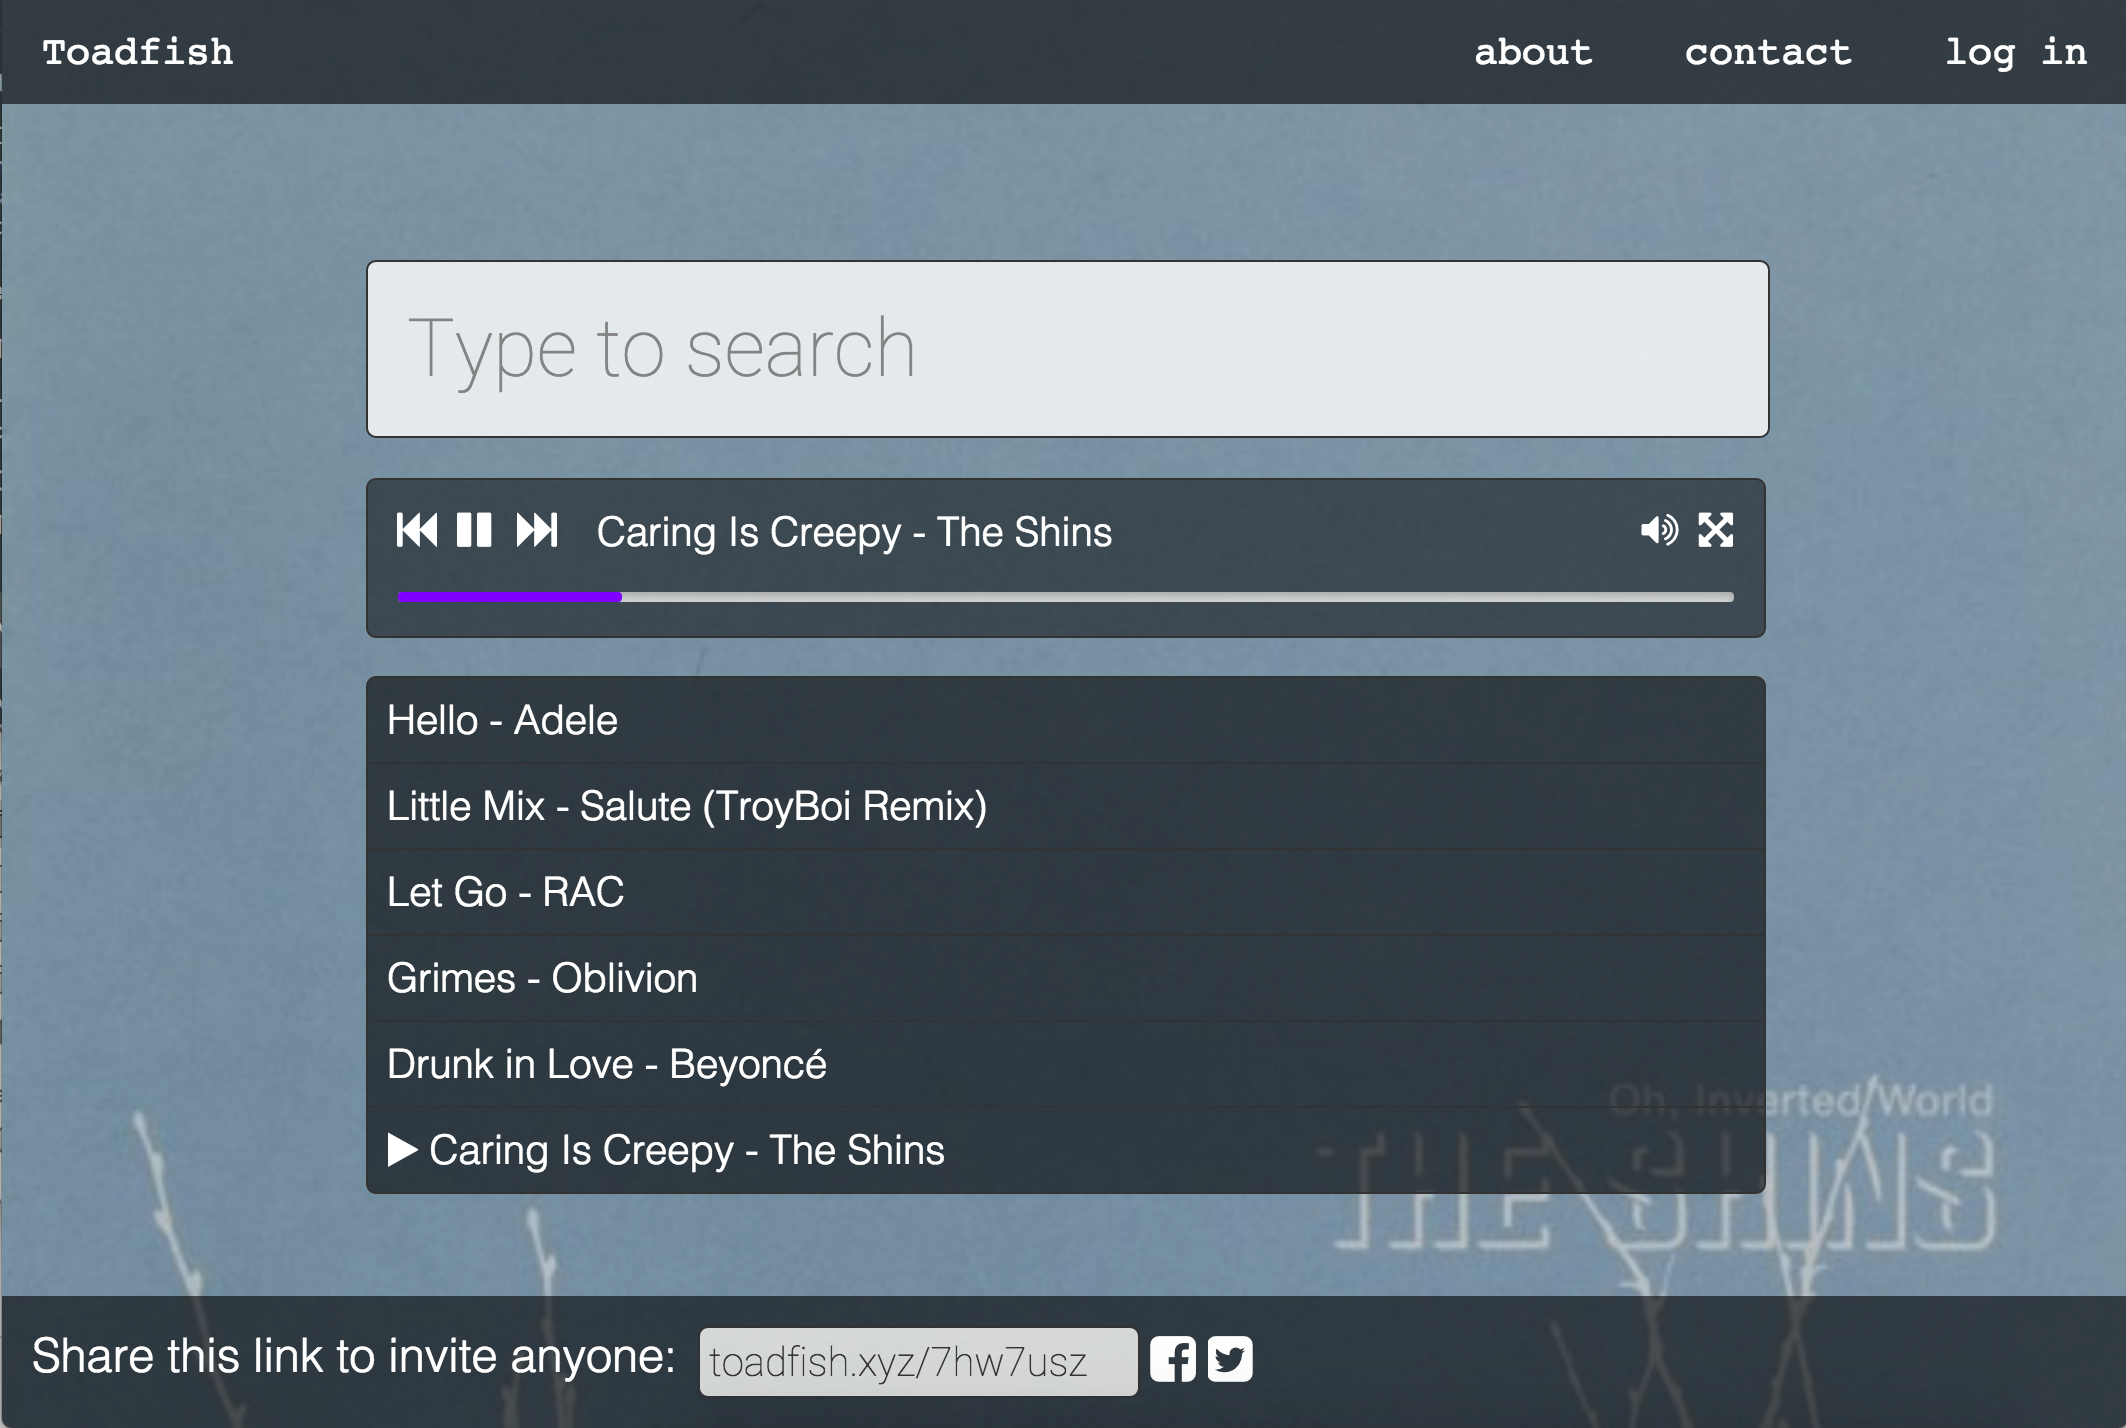 Toadfish about contact log in
Type to search
Caring Is Creepy - The Shins
Hello - Adele
Little Mix - Salute (TroyBoi Remix)
Let Go - RAC
Grimes - Oblivion
Drunk in Love - Beyoncé
Oh, Inverted World
Caring Is Creepy - The Shins
THE SHINS
Share this link to invite anyone: toadfish.xyz/7hw7usz